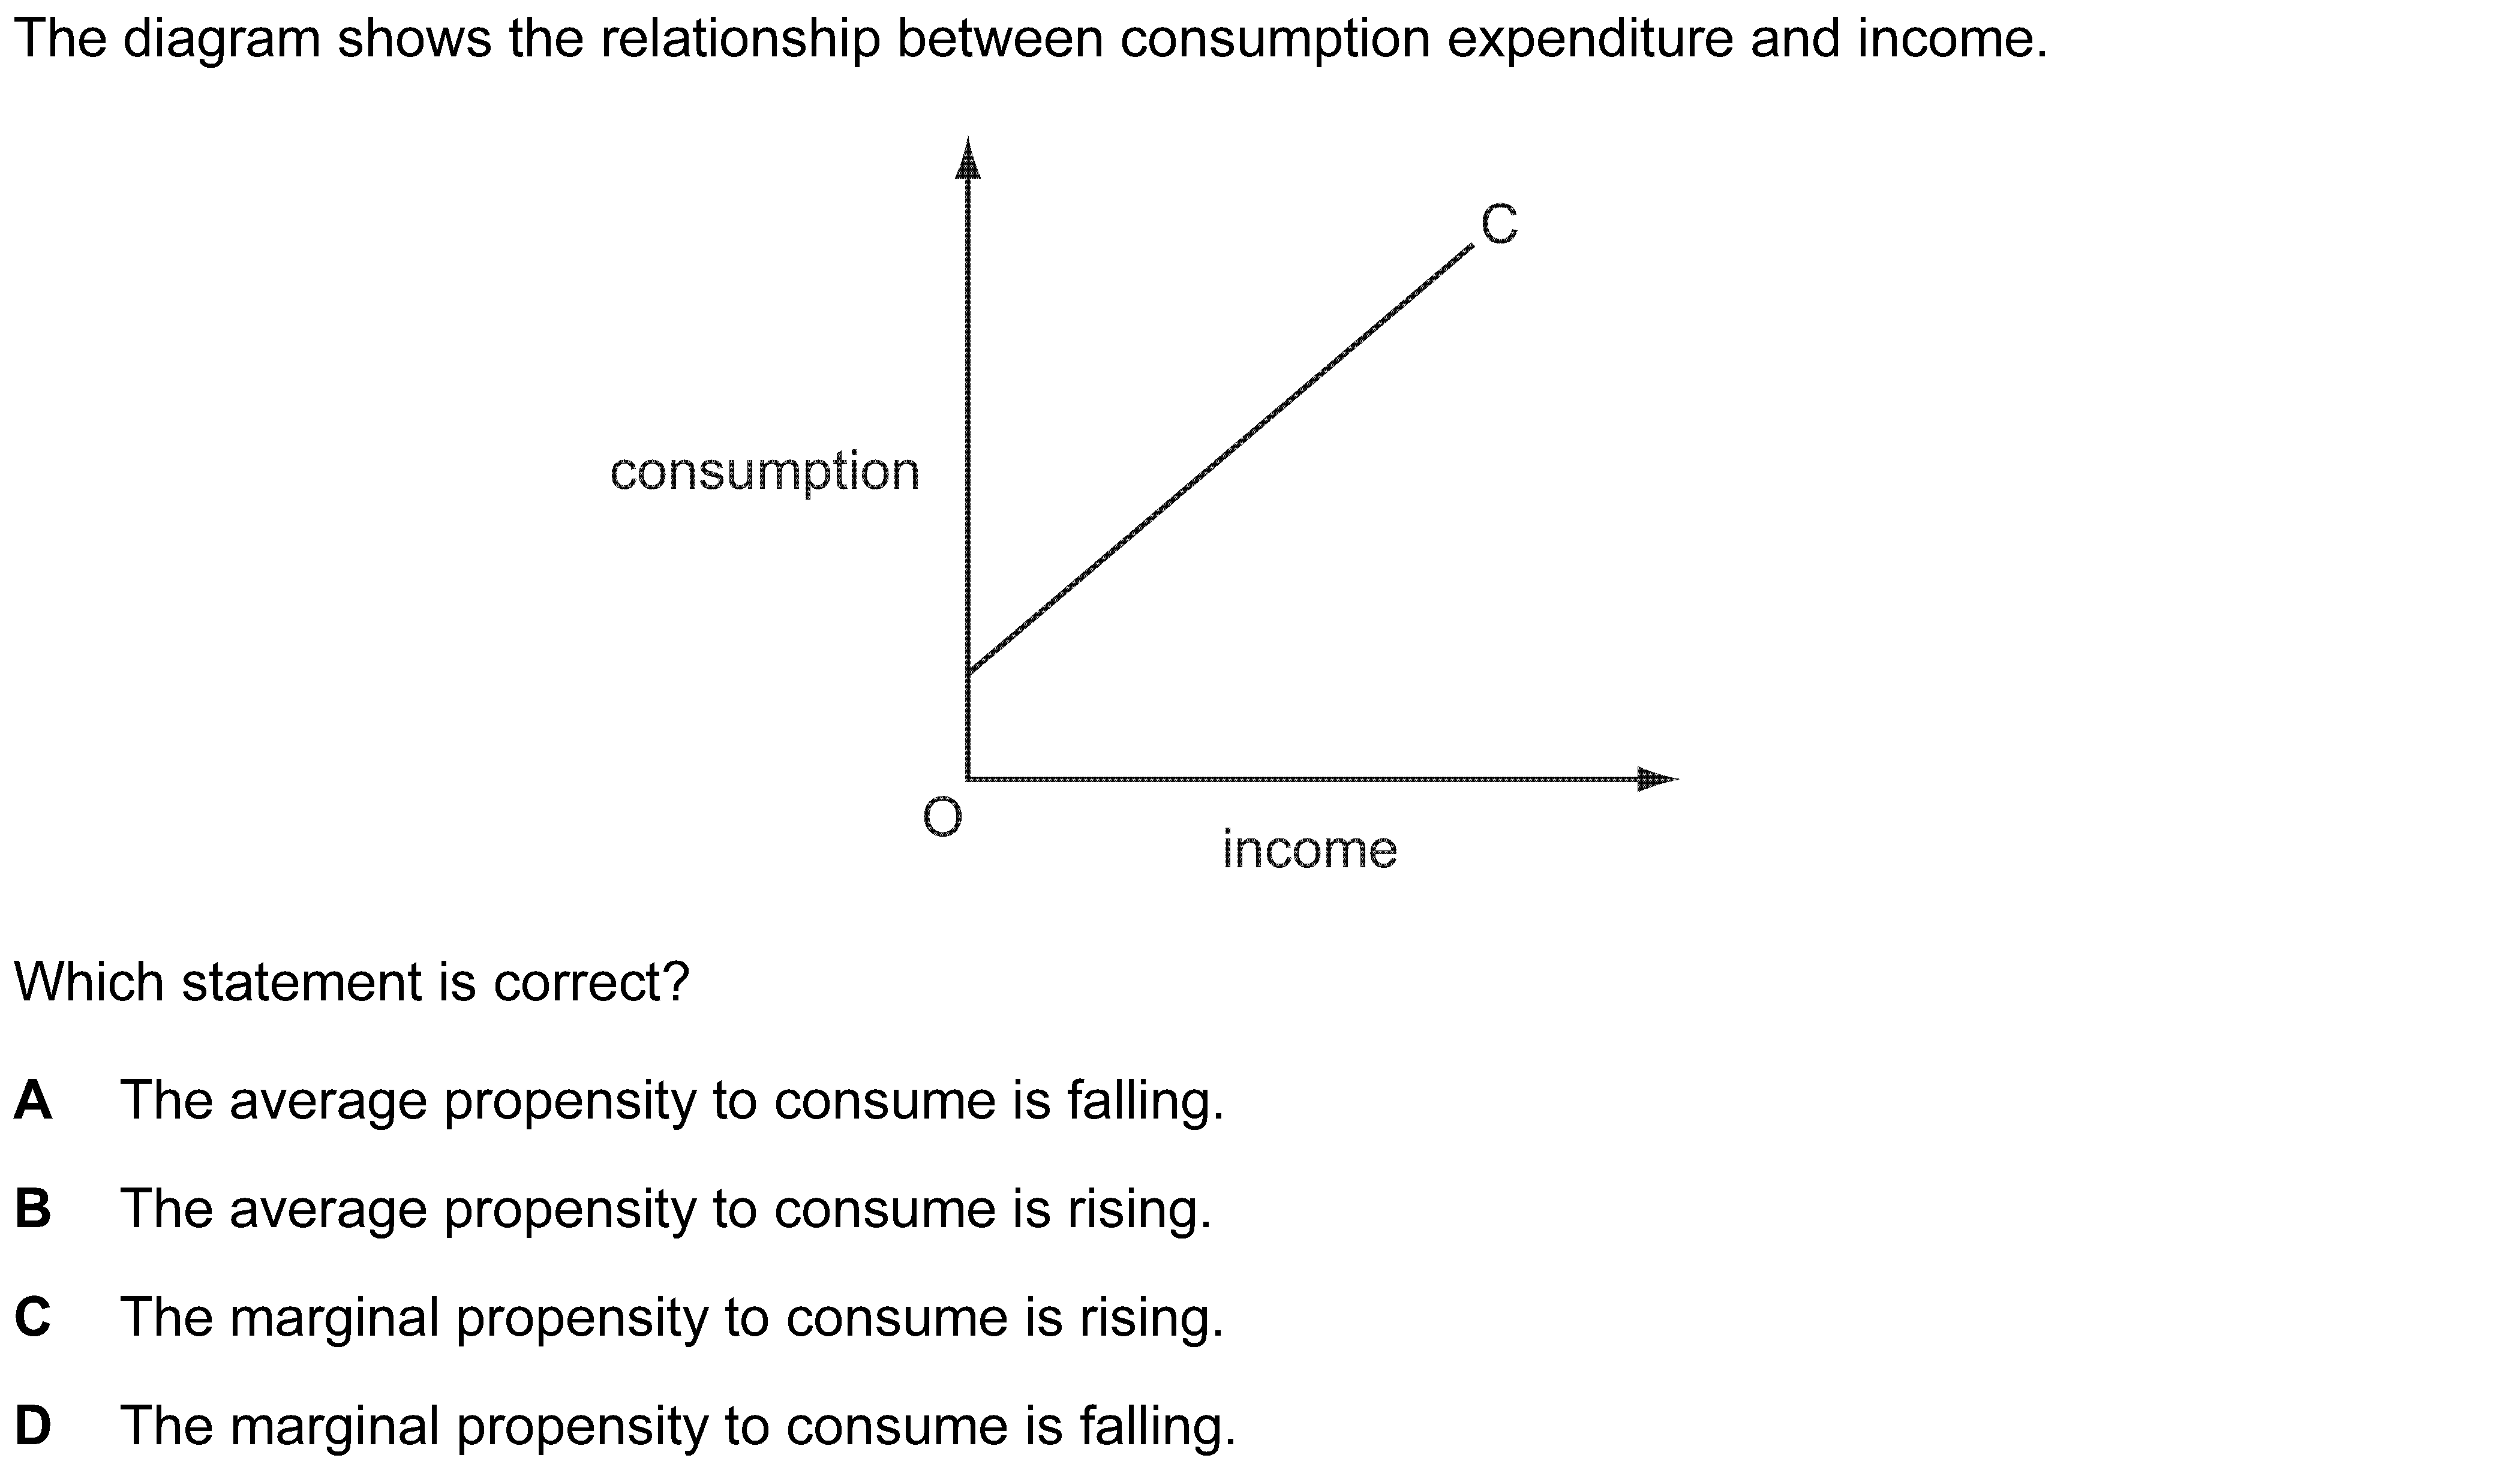 The diagram shows the relationship between consumption expenditure and income.
C
consumption
O
income
Which statement is correct?
A The average propensity to consume is falling.
B The average propensity to consume is rising.
C The marginal propensity to consume is rising.
D The marginal propensity to consume is falling.